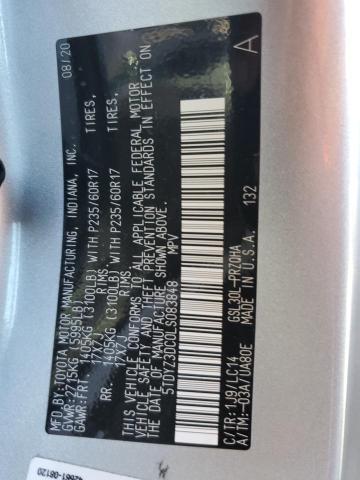 MFD. BY: TOYOTA MOTOR MANUFACTURING, INDIANA, INC. 08/20
GVWR: 2715KG (5995LB)
GAWR: FRT. 1405KG (3100LB) WITH P235/60R17 TIRES,
17X7J RIMS,
RR. 1405KG (3100LB) WITH P235/60R17 TIRES,
17X7J RIMS
THIS VEHICLE CONFORMS TO ALL APPLICABLE FEDERAL MOTOR
VEHICLE SAFETY AND THEFT PREVENTION STANDARDS IN EFFECT ON
THE DATE OF MANUFACTURE SHOWN ABOVE.
5TDYZ3DC0LS083848 MPV
C/TR: 1J9/LC14 GSL30L-PRZQHA A
A/TM: -03A/UA80E MADE IN U.S.A. 132
42661-08120